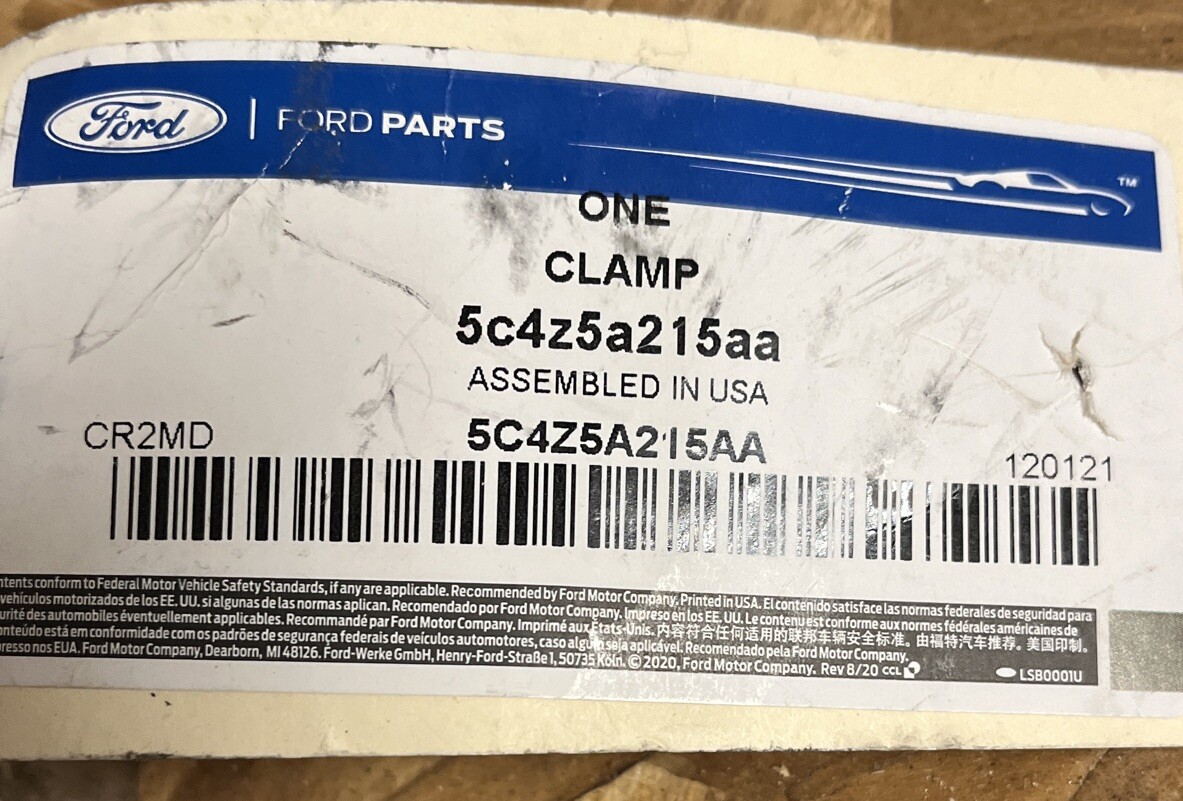 Ford | FORD PARTS
TM
ONE
CLAMP
5c4z5a215aa
ASSEMBLED IN USA
CR2MD 5C4Z5A215AA 120121
ntents conform to Federal Motor Vehicle Safety Standards, if any are applicable. Recommended by Ford Motor Company. Printed in USA. El contenido satisface las normas federales de seguridad para
vehículos motorizados de los EE. UU. si algunas de las normas aplican. Recomendado por Ford Motor Company. Impreso en los EE. UU. Le contenu est conforme aux normes fédérales américaines de
urité des automobiles éventuellement applicables. Recommandé par Ford Motor Company. Imprimé aux États-Unis. 内容符合任何适用的联邦车辆安全标准。由福特汽车推荐。美国印制。
onteúdo está em conformidade com os padrões de segurança federais de veículos automotores, caso algum seja aplicável. Recomendado pela Ford Motor Company.
presso nos EUA. Ford Motor Company, Dearborn, MI 48126. Ford-Werke GmbH, Henry-Ford-Straße 1, 50735 Köln. © 2020, Ford Motor Company. Rev 8/20 CCL
LSB0001U